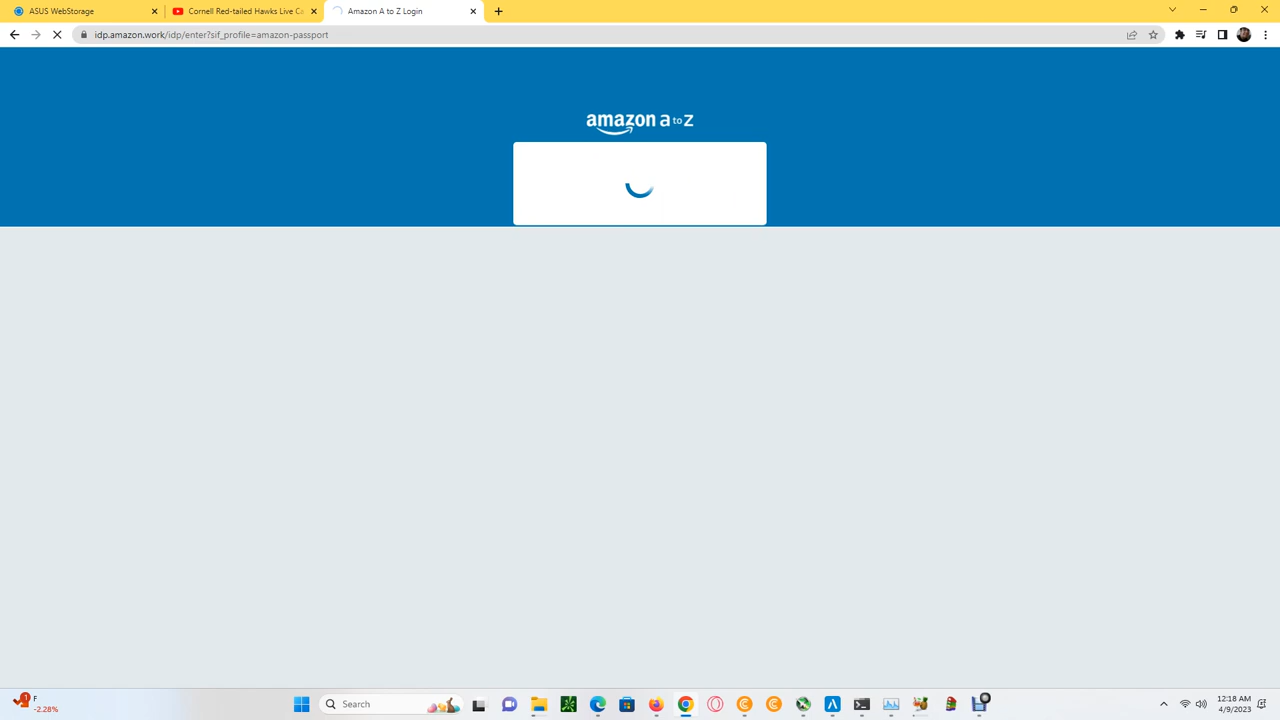 ASUS WebStorage
Cornell Red-tailed Hawks Live Ca
Amazon A to Z Login
idp.amazon.work/idp/enter?sif_profile=amazon-passport
amazon a to z
1
F
-2.28%
Search
12:18 AM
4/9/2023